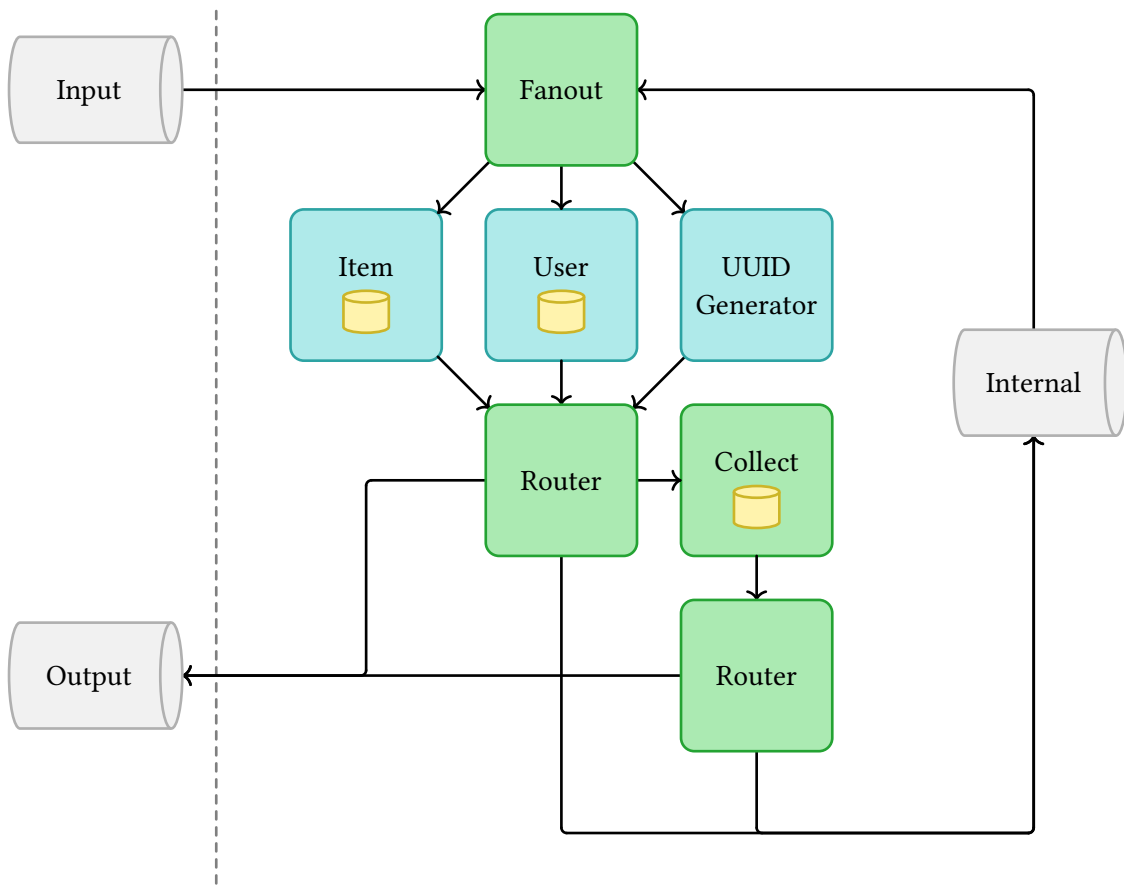 Input
Fanout
Item
User
UUID
Generator
Internal
Router
Collect
Output
Router